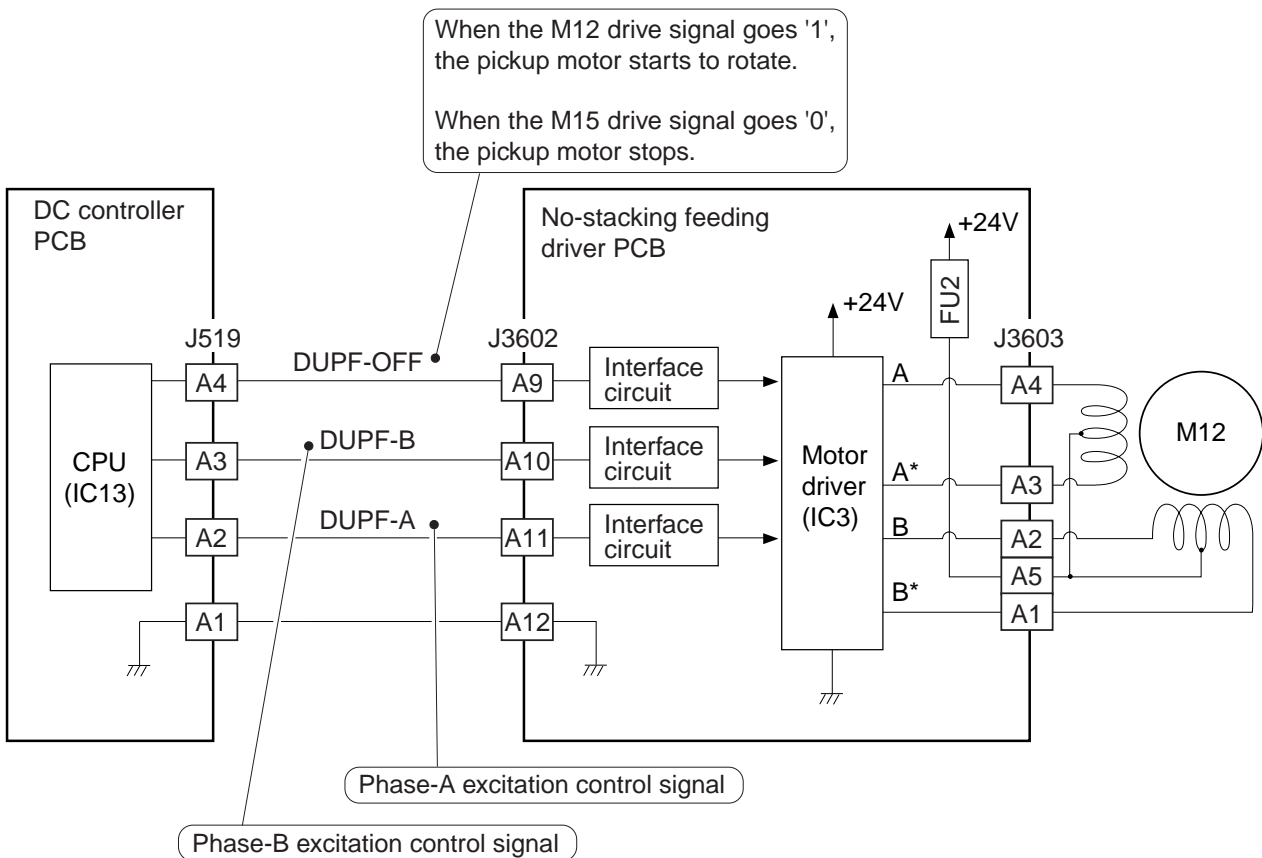 When the M12 drive signal goes '1',
the pickup motor starts to rotate.
When the M15 drive signal goes '0',
the pickup motor stops.
DC controller
PCB
No-stacking feeding
driver PCB
+24V
FU2
+24V
J519
J3602
J3603
DUPF-OFF
A4
A9
Interface
circuit
A
A4
CPU
(IC13)
A3
DUPF-B
A10
Interface
circuit
Motor
driver
(IC3)
A*
A3
M12
A2
DUPF-A
A11
Interface
circuit
B
A2
A5
B*
A1
A1
A12
Phase-A excitation control signal
Phase-B excitation control signal